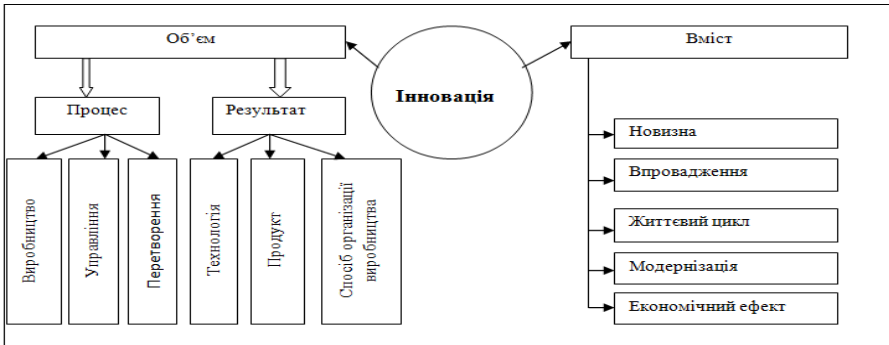 Об’єм
Інновація
Вміст
Процес
Результат
Виробництво
Управління
Перетворення
Технологія
Продукт
Спосіб організації
виробництва
Новизна
Впровадження
Життєвий цикл
Модернізація
Економічний ефект